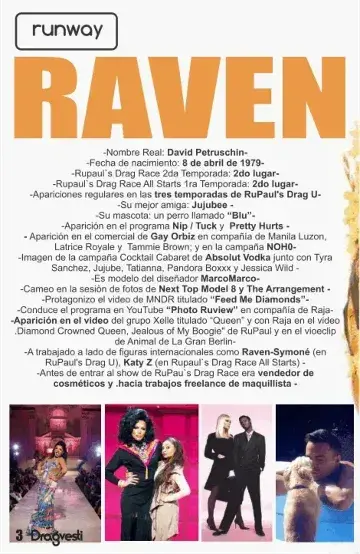 runway
RAVEN
-Nombre Real: David Petruschin-
-Fecha de nacimiento: 8 de abril de 1979-
-Rupaul`s Drag Race 2da Temporada: 2do lugar-
-Rupaul`s Drag Race All Starts 1ra Temporada: 2do lugar-
-Apariciones regulares en las tres temporadas de RuPaul's Drag U-
-Su mejor amiga: Jujubee -
-Su mascota: un perro llamado “Blu”-
-Aparición en el programa Nip / Tuck y  Pretty Hurts -
- Aparición en el comercial de Gay Orbiz en compañía de Manila Luzon,
Latrice Royale y  Tammie Brown; y en la campaña NOH0-
-Imagen de la campaña Cocktail Cabaret de Absolut Vodka junto con Tyra
Sanchez, Jujube, Tatianna, Pandora Boxxx y Jessica Wild -
-Es modelo del diseñador MarcoMarco-
-Cameo en la sesión de fotos de Next Top Model 8 y The Arrangement -
-Protagonizo el video de MNDR titulado “Feed Me Diamonds”-
-Conduce el programa en YouTube “Photo Ruview” en compañía de Raja-
-Aparición en el video del grupo Xelle titulado “Queen” y con Raja en el video
.Diamond Crowned Queen, Jealous of My Boogie" de RuPaul y en el vioeclip
de Animal de La Gran Berlin-
-A trabajado a lado de figuras internacionales como Raven-Symoné (en
RuPaul's Drag U), Katy Z (en Rupaul`s Drag Race All Starts) -
-Antes de entrar al show de RuPau`s Drag Race era vendedor de
cosméticos y .hacia trabajos freelance de maquillista -
3 Dragvesti